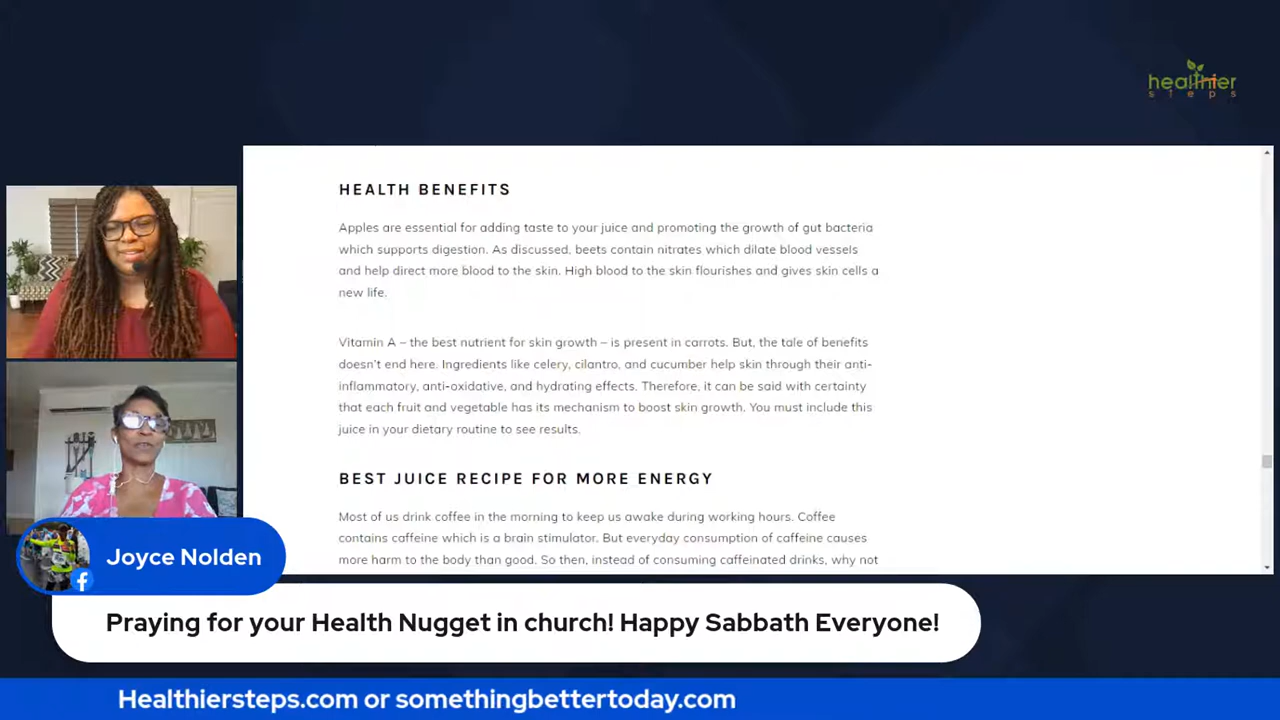 healthier
steps
HEALTH BENEFITS
Apples are essential for adding taste to your juice and promoting the growth of gut bacteria
which supports digestion. As discussed, beets contain nitrates which dilate blood vessels
and help direct more blood to the skin. High blood to the skin flourishes and gives skin cells a
new life.
Vitamin A – the best nutrient for skin growth – is present in carrots. But, the tale of benefits
doesn't end here. Ingredients like celery, cilantro, and cucumber help skin through their anti-
inflammatory, anti-oxidative, and hydrating effects. Therefore, it can be said with certainty
that each fruit and vegetable has its mechanism to boost skin growth. You must include this
juice in your dietary routine to see results.
BEST JUICE RECIPE FOR MORE ENERGY
Most of us drink coffee in the morning to keep us awake during working hours. Coffee
contains caffeine which is a brain stimulator. But everyday consumption of caffeine causes
more harm to the body than good. So then, instead of consuming caffeinated drinks, why not
Joyce Nolden
Praying for your Health Nugget in church! Happy Sabbath Everyone!
Healthiersteps.com or somethingbettertoday.com